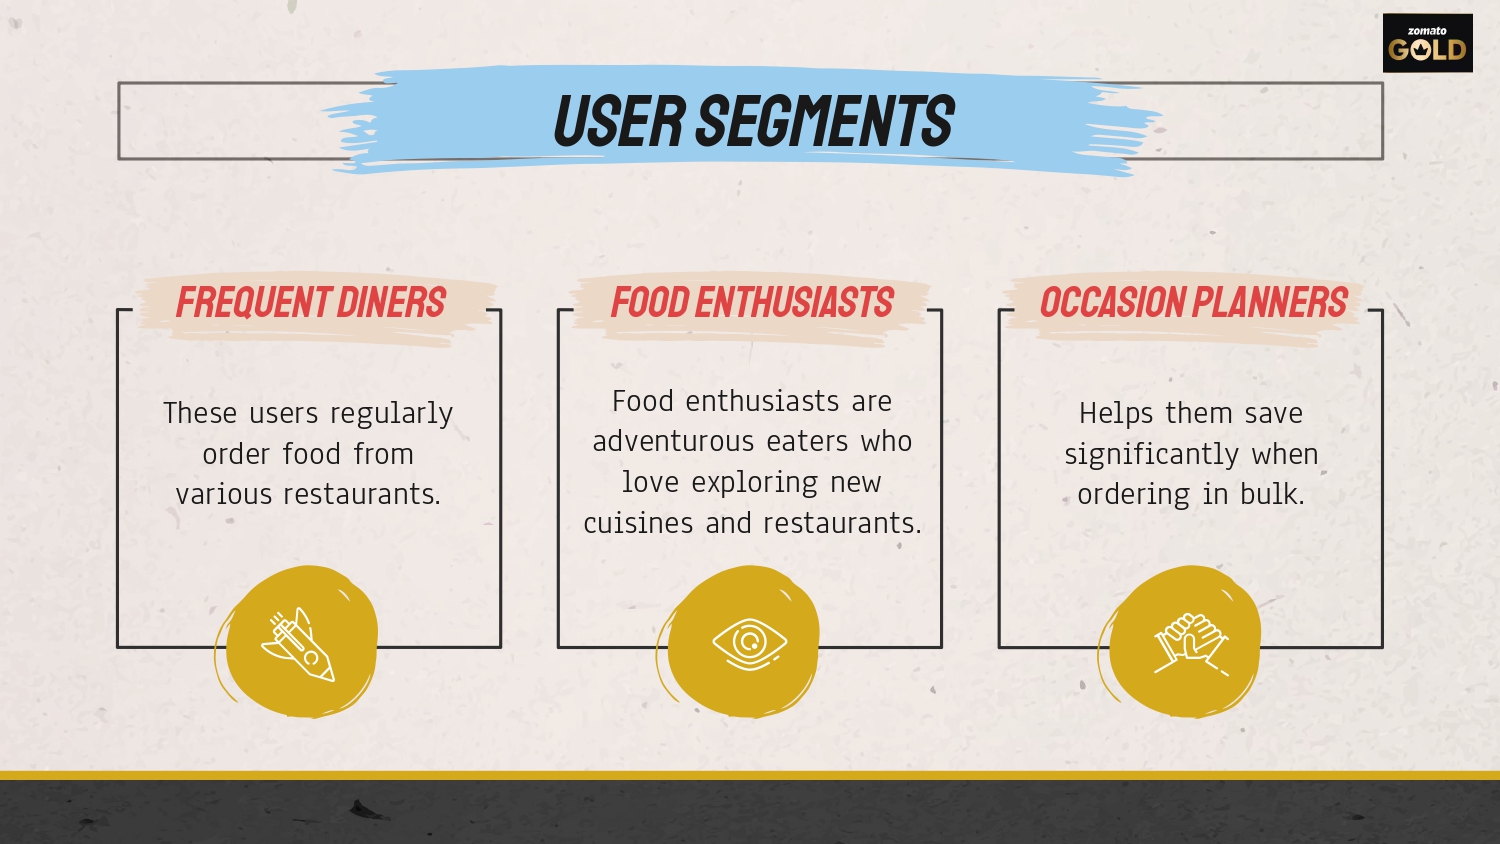 zomato
GOLD
USER SEGMENTS
FREQUENT DINERS
These users regularly
order food from
various restaurants.
FOOD ENTHUSIASTS
Food enthusiasts are
adventurous eaters who
love exploring new
cuisines and restaurants.
OCCASION PLANNERS
Helps them save
significantly when
ordering in bulk.